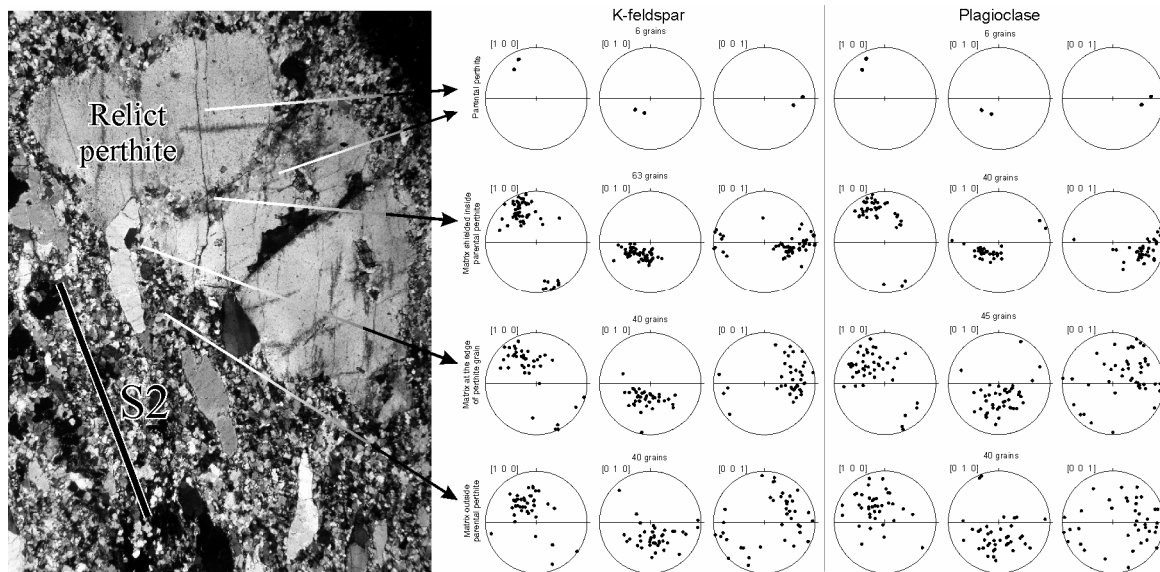 K-feldspar
Plagioclase
6 grains
6 grains
[1 0 0]
[0 1 0]
[0 0 1]
[1 0 0]
[0 1 0]
[0 0 1]
Parental perthite
Relict
perthite
63 grains
40 grains
[1 0 0]
[0 1 0]
[0 0 1]
[1 0 0]
[0 1 0]
[0 0 1]
Matrix shielded inside
parental perthite
40 grains
45 grains
[1 0 0]
[0 1 0]
[0 0 1]
[1 0 0]
[0 1 0]
[0 0 1]
Matrix at the edge
of perthite grain
S2
40 grains
40 grains
[1 0 0]
[0 1 0]
[0 0 1]
[1 0 0]
[0 1 0]
[0 0 1]
Matrix outside
parental perthite